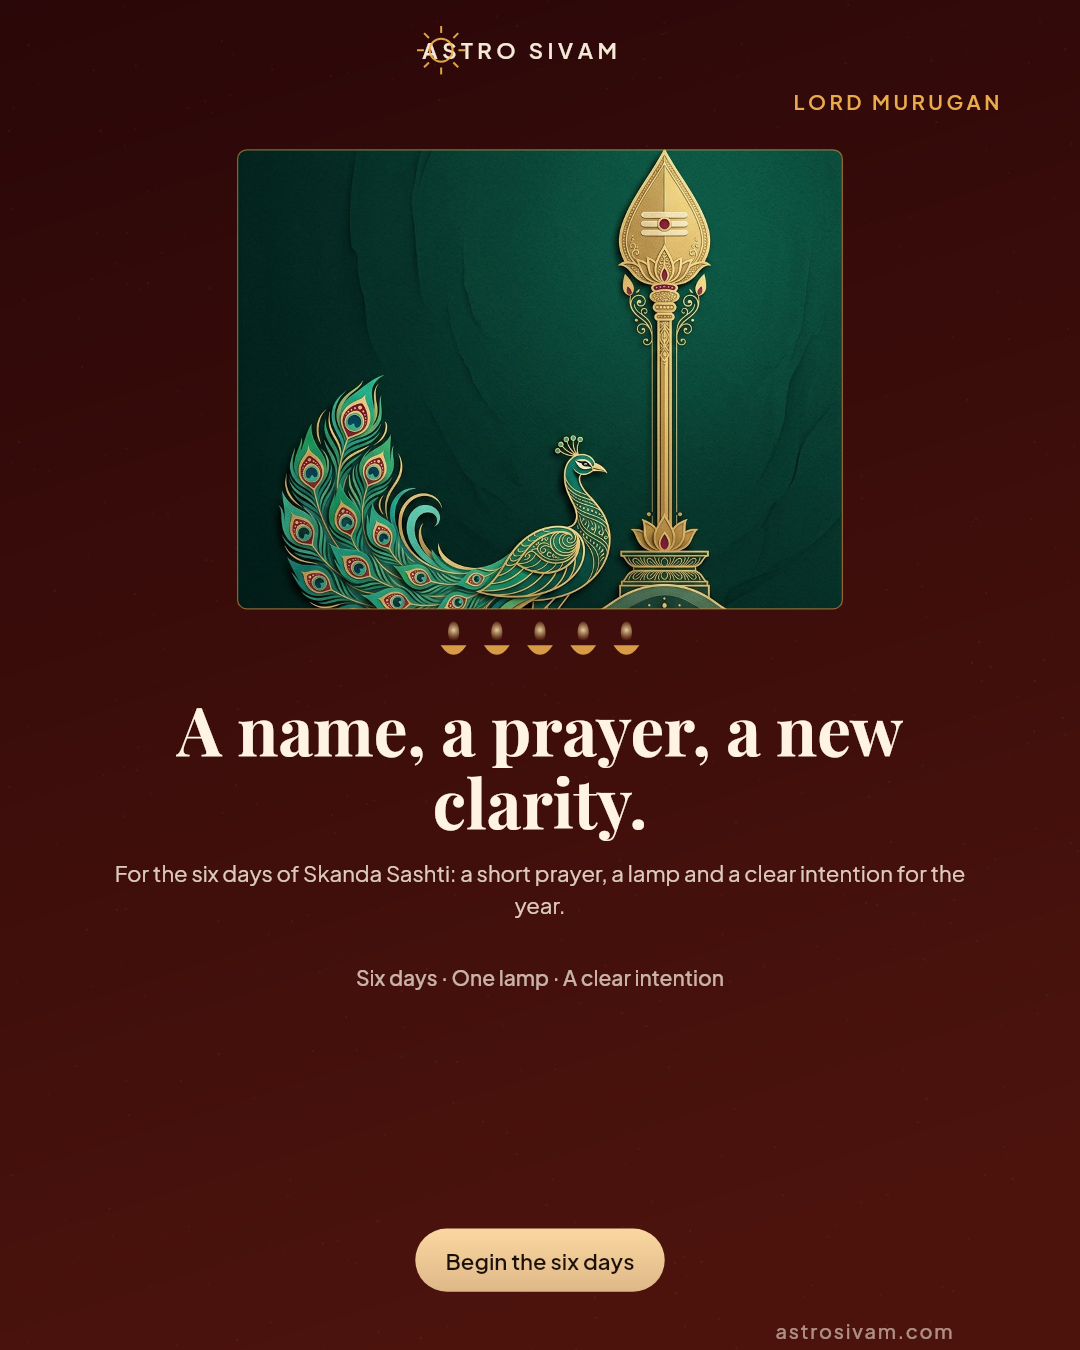 ASTRO SIVAM
LORD MURUGAN
A name, a prayer, a new
clarity.
For the six days of Skanda Sashti: a short prayer, a lamp and a clear intention for the
year.
Six days · One lamp · A clear intention
Begin the six days
astrosivam.com